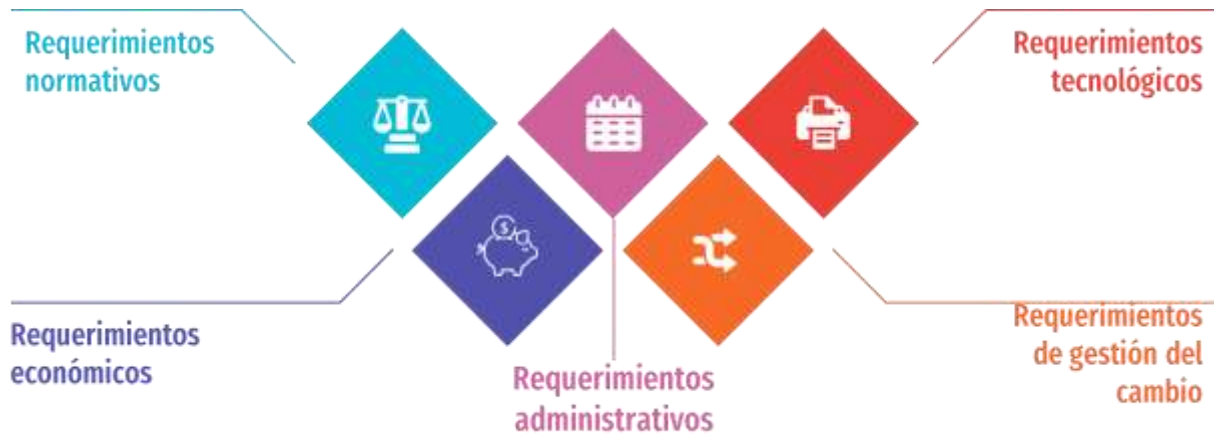 Requerimientos
normativos
Requerimientos
tecnológicos
$
Requerimientos
económicos
Requerimientos
administrativos
Requerimientos
de gestión del
cambio